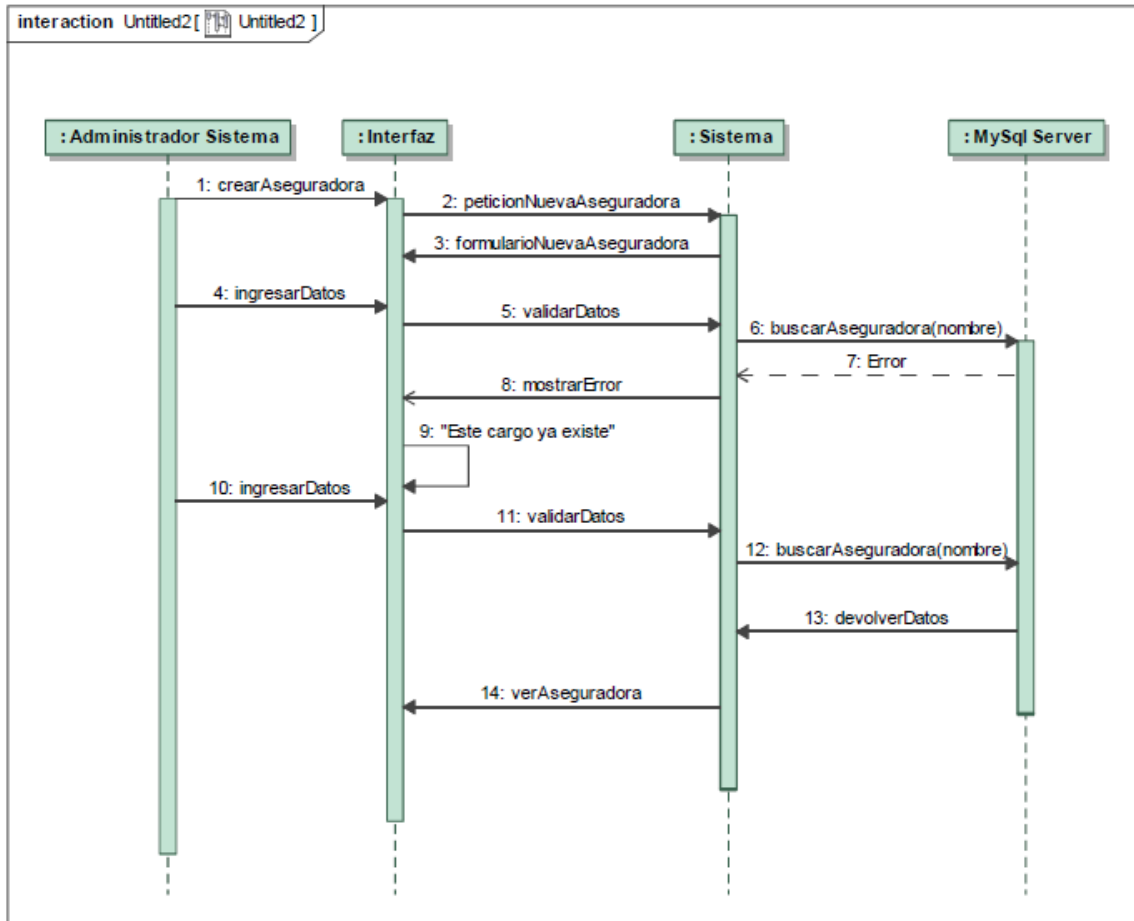 interaction Untitled2[ Untitled2 ]
: Administrador Sistema
: Interfaz
: Sistema
: MySql Server
1: crearAseguradora
2: peticionNuevaAseguradora
3: formularioNuevaAseguradora
4: ingresarDatos
5: validarDatos
6: buscarAseguradora(nombre)
7: Error
8: mostrarError
9: "Este cargo ya existe"
10: ingresarDatos
11: validarDatos
12: buscarAseguradora(nombre)
13: devolverDatos
14: verAseguradora